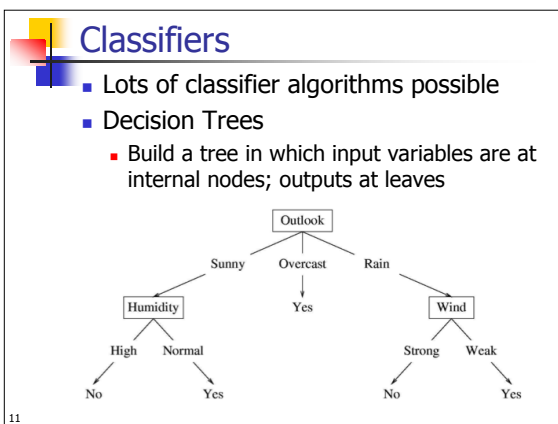 Classifiers
Lots of classifier algorithms possible
Decision Trees
Build a tree in which input variables are at
internal nodes; outputs at leaves
Outlook
Sunny Overcast Rain
Humidity Yes Wind
High Normal Strong Weak
No Yes No Yes
11